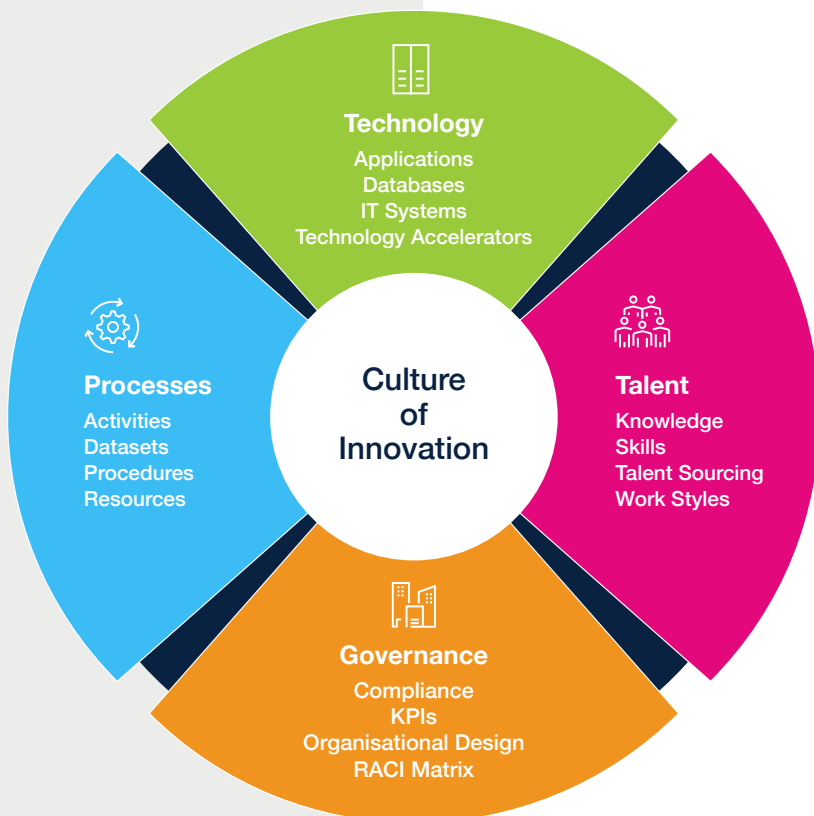 Technology
Applications
Databases
IT Systems
Technology Accelerators
Processes
Activities
Datasets
Procedures
Resources
Culture
of
Innovation
Talent
Knowledge
Skills
Talent Sourcing
Work Styles
Governance
Compliance
KPIs
Organisational Design
RACI Matrix